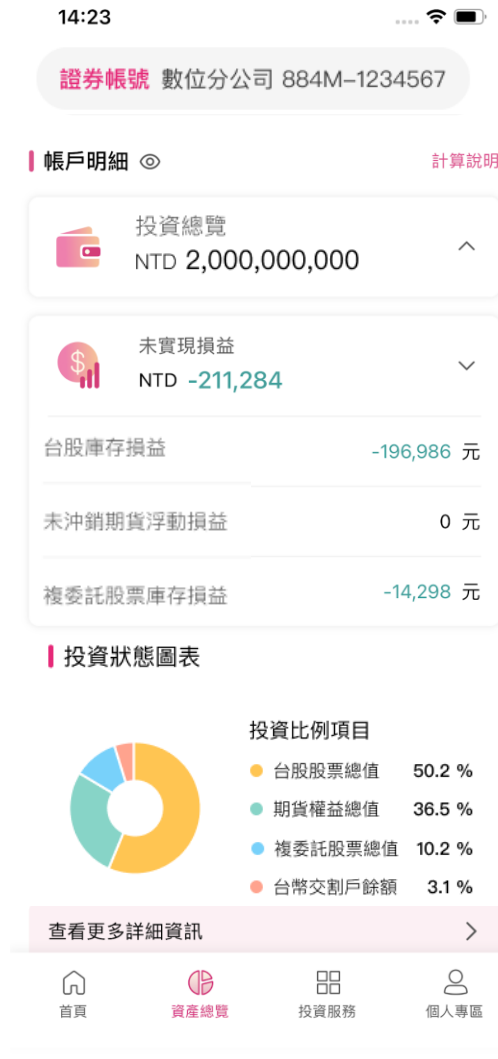 14:23
證券帳號 數位分公司 884M-1234567
帳戶明細
計算說明
投資總覽
NTD 2,000,000,000
未實現損益
NTD -211,284
台股庫存損益 -196,986 元
未沖銷期貨浮動損益 0 元
複委託股票庫存損益 -14,298 元
投資狀態圖表
投資比例項目
台股股票總值 50.2 %
期貨權益總值 36.5 %
複委託股票總值 10.2 %
台幣交割戶餘額 3.1 %
查看更多詳細資訊
首頁 資產總覽 投資服務 個人專區